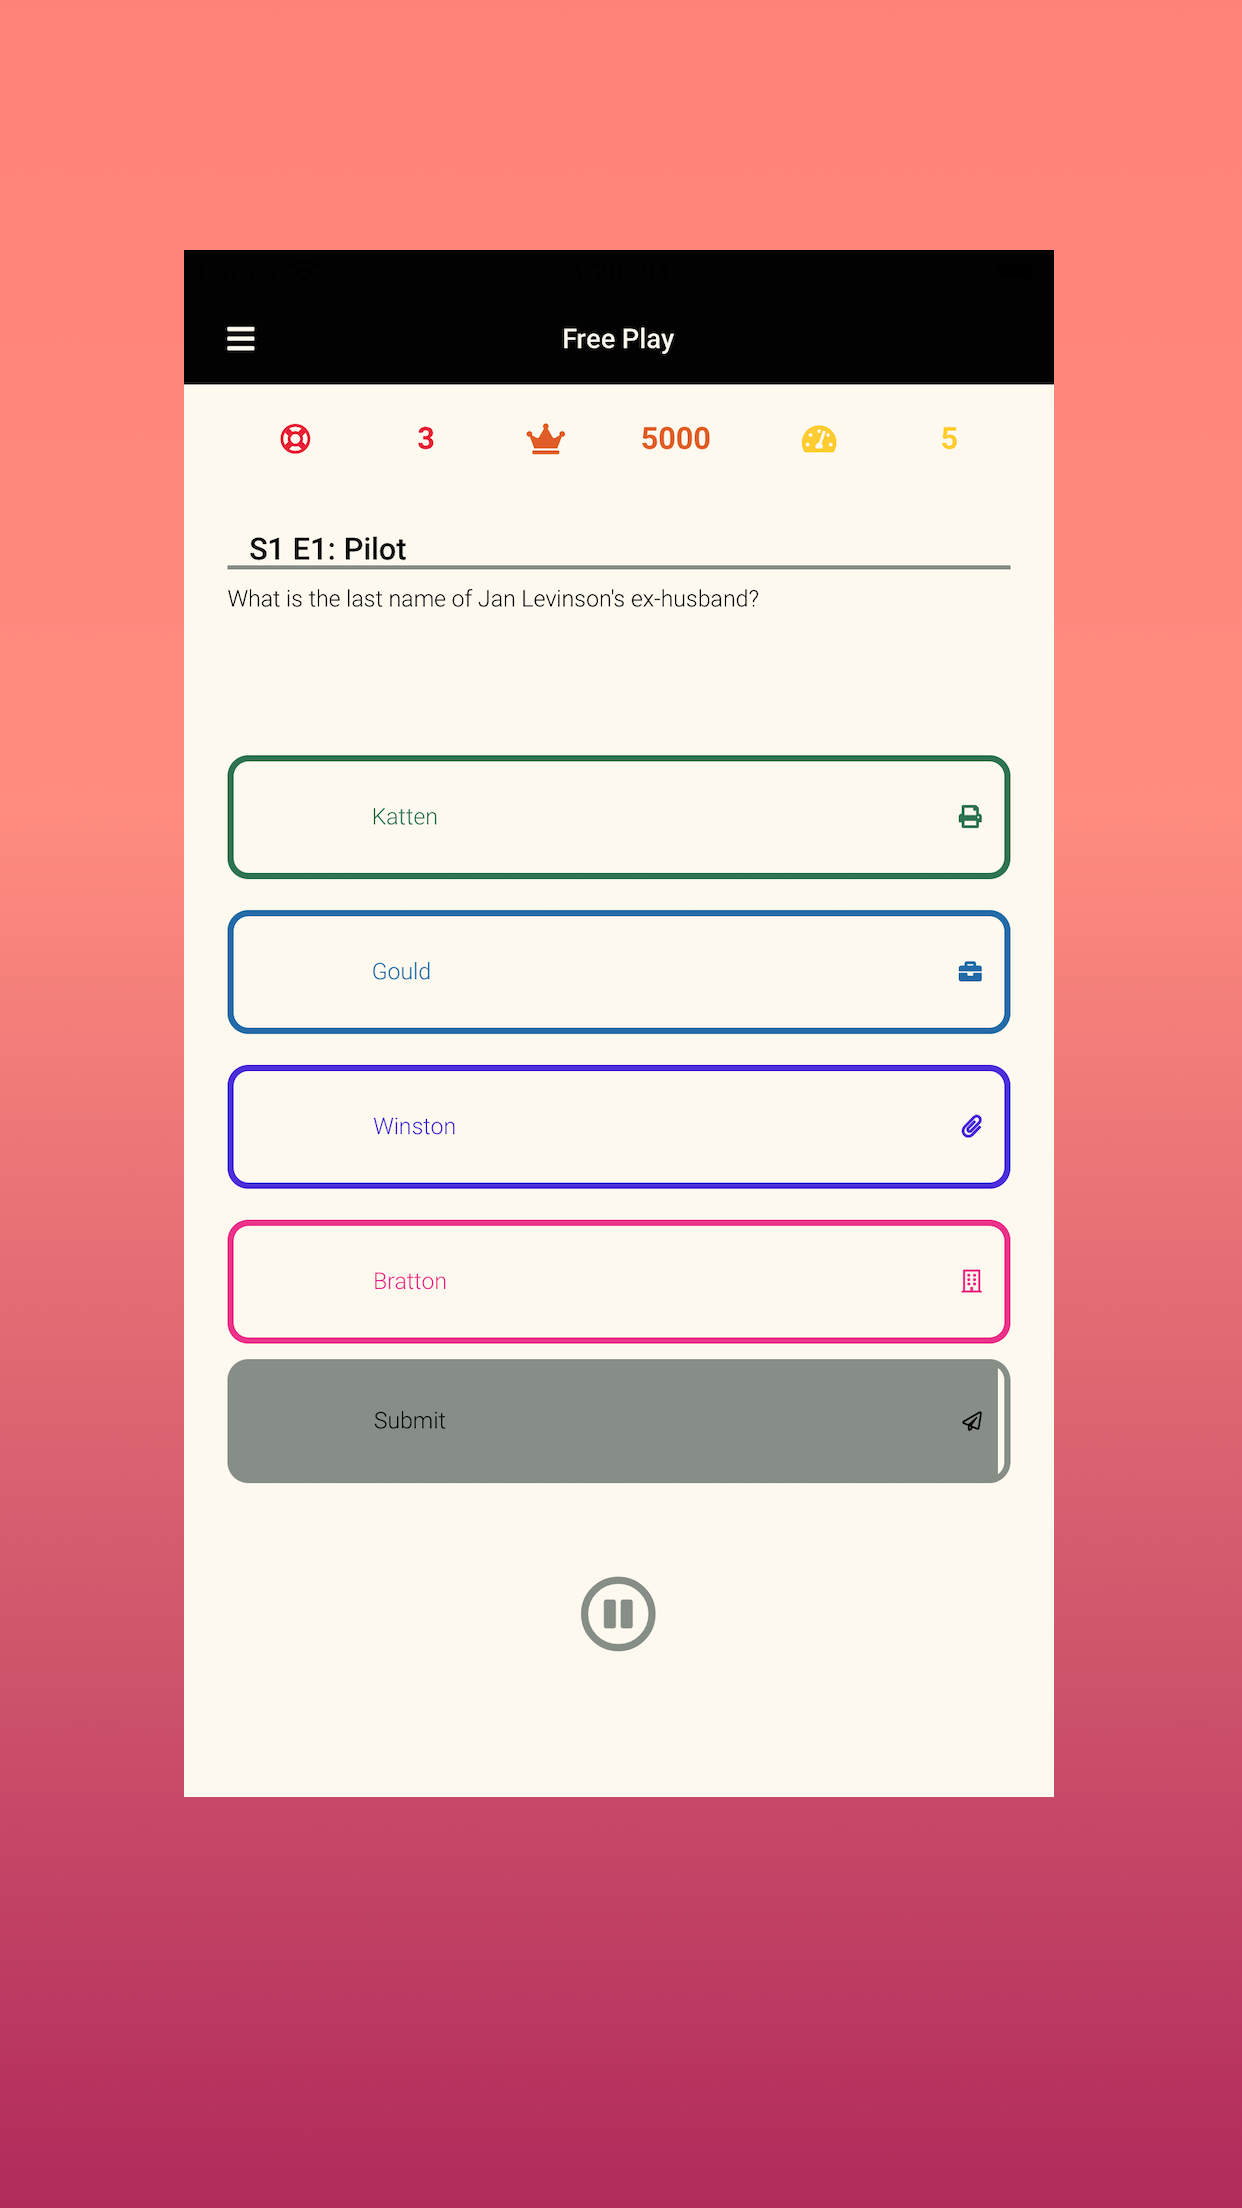 Free Play
3 5000 5
S1 E1: Pilot
What is the last name of Jan Levinson's ex-husband?
Katten
Gould
Winston
Bratton
Submit